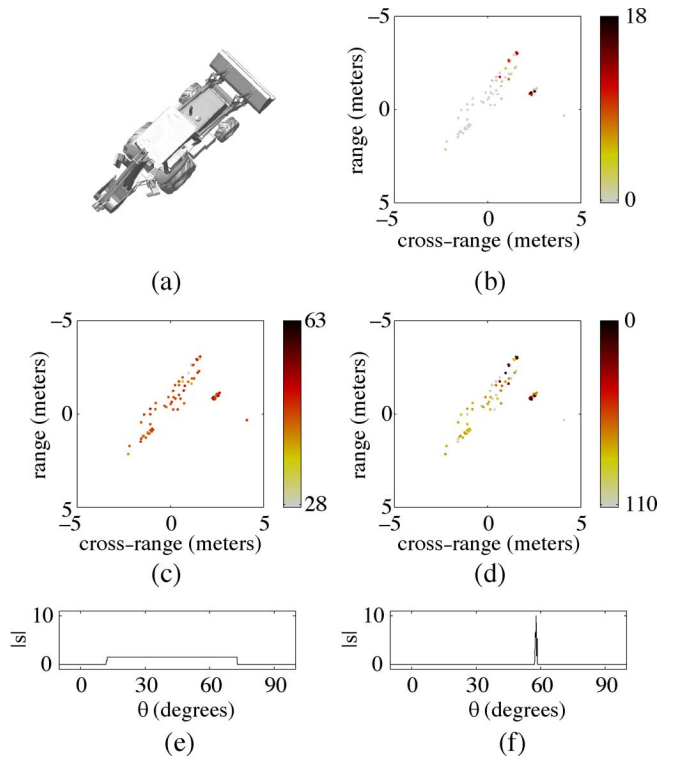 −5
0
5
range (meters)
−5
0
5
cross−range (meters)
18
0
(a)
(b)
−5
0
5
range (meters)
−5
0
5
cross−range (meters)
63
28
−5
0
5
range (meters)
−5
0
5
cross−range (meters)
0
110
(c)
(d)
10
0
|s|
0
30
60
90
θ (degrees)
10
0
|s|
0
30
60
90
θ (degrees)
(e)
(f)